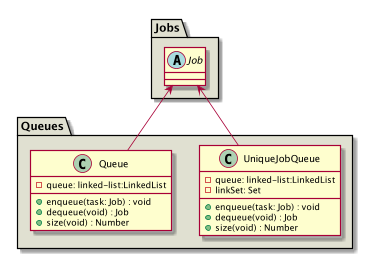 Jobs
A Job
Queues
C Queue
queue: linked-list:LinkedList
enqueue(task: Job) : void
dequeue(void) : Job
size(void) : Number
C UniqueJobQueue
queue: linked-list:LinkedList
linkSet: Set
enqueue(task: Job) : void
dequeue(void) : Job
size(void) : Number